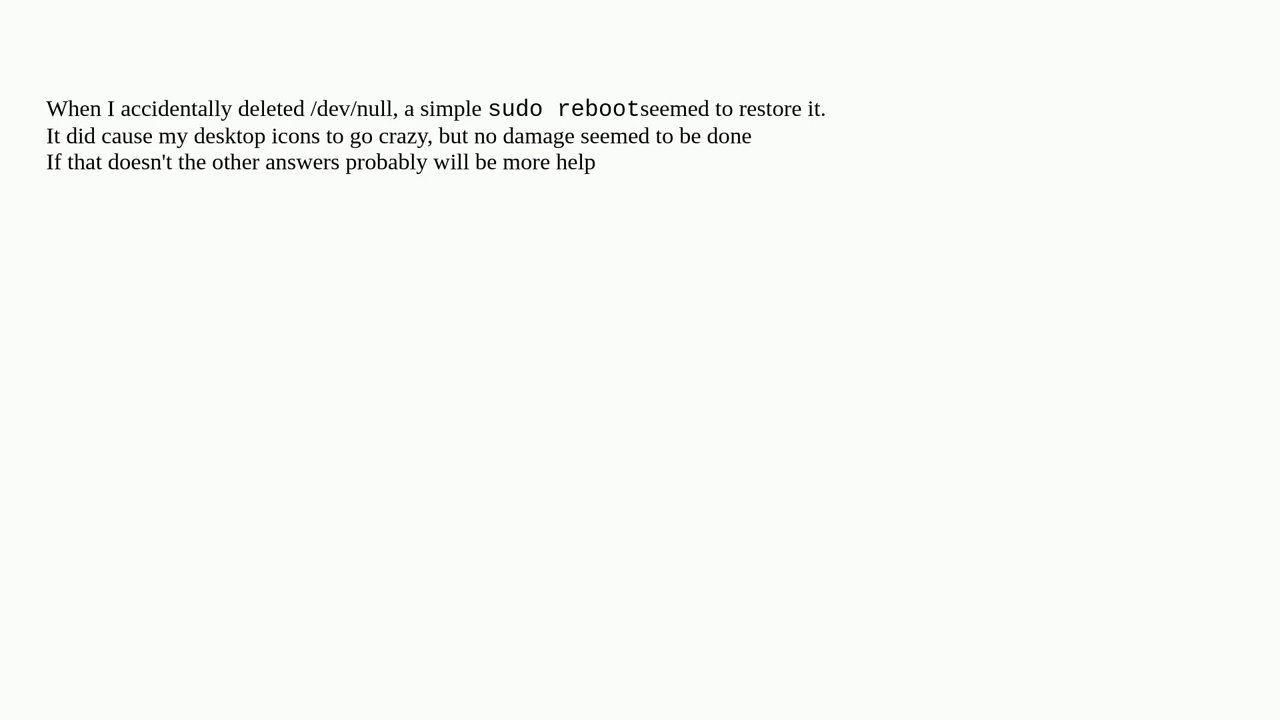 When I accidentally deleted /dev/null, a simple sudo rebootseemed to restore it.
It did cause my desktop icons to go crazy, but no damage seemed to be done
If that doesn't the other answers probably will be more help